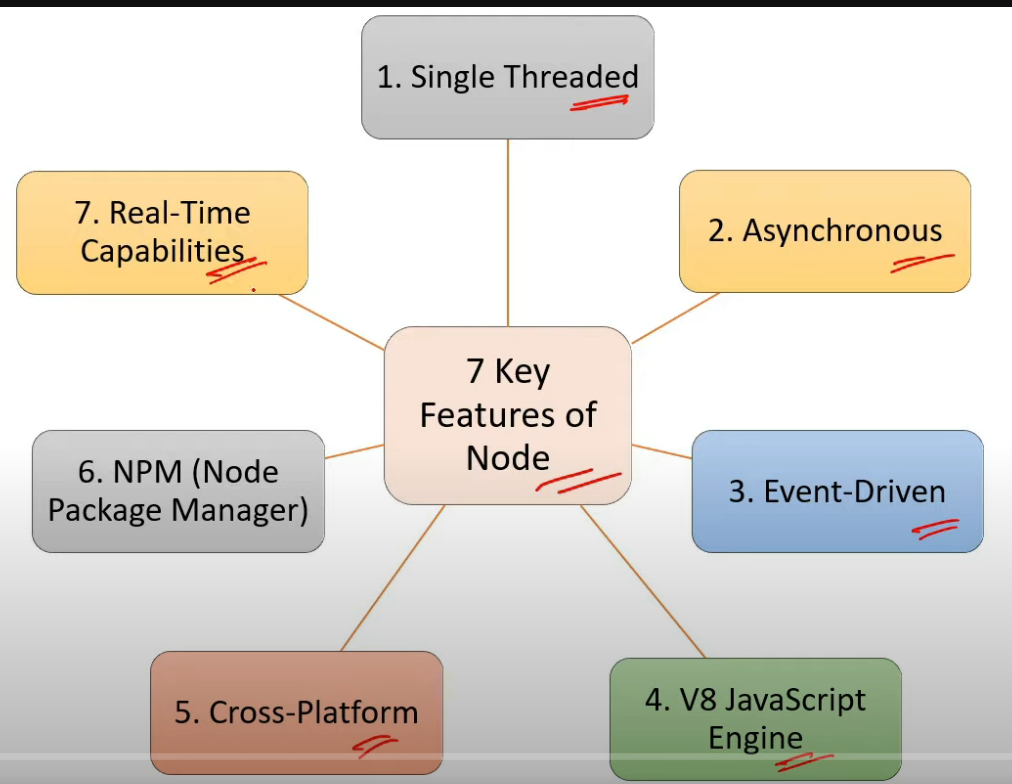 1. Single Threaded
7. Real-Time
Capabilities
2. Asynchronous
7 Key
Features of
Node
6. NPM (Node
Package Manager)
3. Event-Driven
5. Cross-Platform
4. V8 JavaScript
Engine